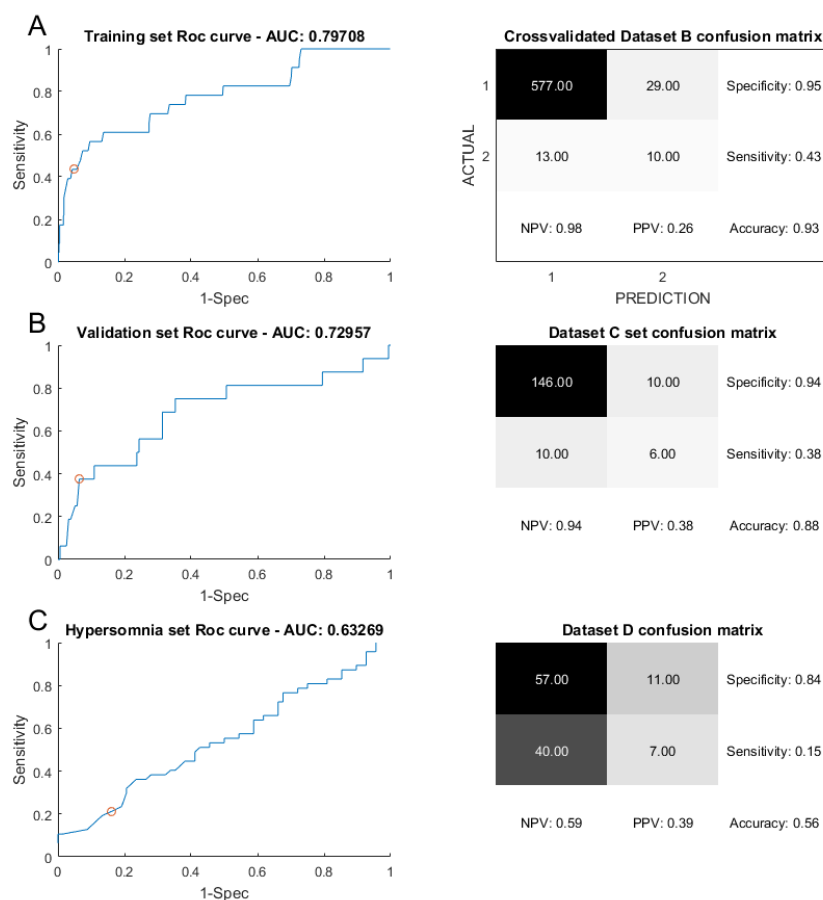 A
Training set Roc curve - AUC: 0.79708
1
0.8
0.6
0.4
0.2
0
Sensitivity
0
0.2
0.4
0.6
0.8
1
1-Spec
Crossvalidated Dataset B confusion matrix
ACTUAL
1
577.00
29.00
Specificity: 0.95
2
13.00
10.00
Sensitivity: 0.43
NPV: 0.98
PPV: 0.26
Accuracy: 0.93
1
2
PREDICTION
B
Validation set Roc curve - AUC: 0.72957
1
0.8
0.6
0.4
0.2
0
Sensitivity
0
0.2
0.4
0.6
0.8
1
1-Spec
Dataset C set confusion matrix
146.00
10.00
Specificity: 0.94
10.00
6.00
Sensitivity: 0.38
NPV: 0.94
PPV: 0.38
Accuracy: 0.88
C
Hypersomnia set Roc curve - AUC: 0.63269
1
0.8
0.6
0.4
0.2
0
Sensitivity
0
0.2
0.4
0.6
0.8
1
1-Spec
Dataset D confusion matrix
57.00
11.00
Specificity: 0.84
40.00
7.00
Sensitivity: 0.15
NPV: 0.59
PPV: 0.39
Accuracy: 0.56